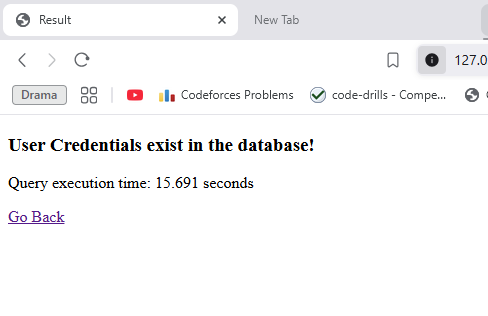 Result
New Tab
127.0
Drama
Codeforces Problems
code-drills - Compe...
User Credentials exist in the database!
Query execution time: 15.691 seconds
Go Back